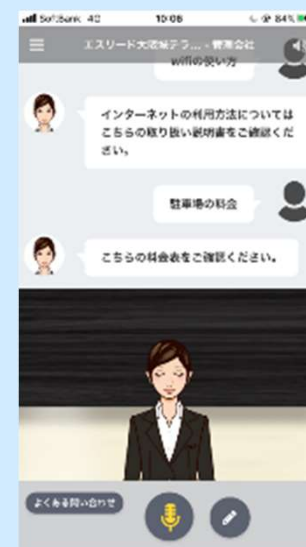 SoftBank 4G 10:06 84%
エスリード大阪城テラ... - 管理会社
wifiの使い方
インターネットの利用方法については
こちらの取り扱い説明書をご確認くだ
さい。
駐車場の料金
こちらの料金表をご確認ください。
よくある問い合わせ